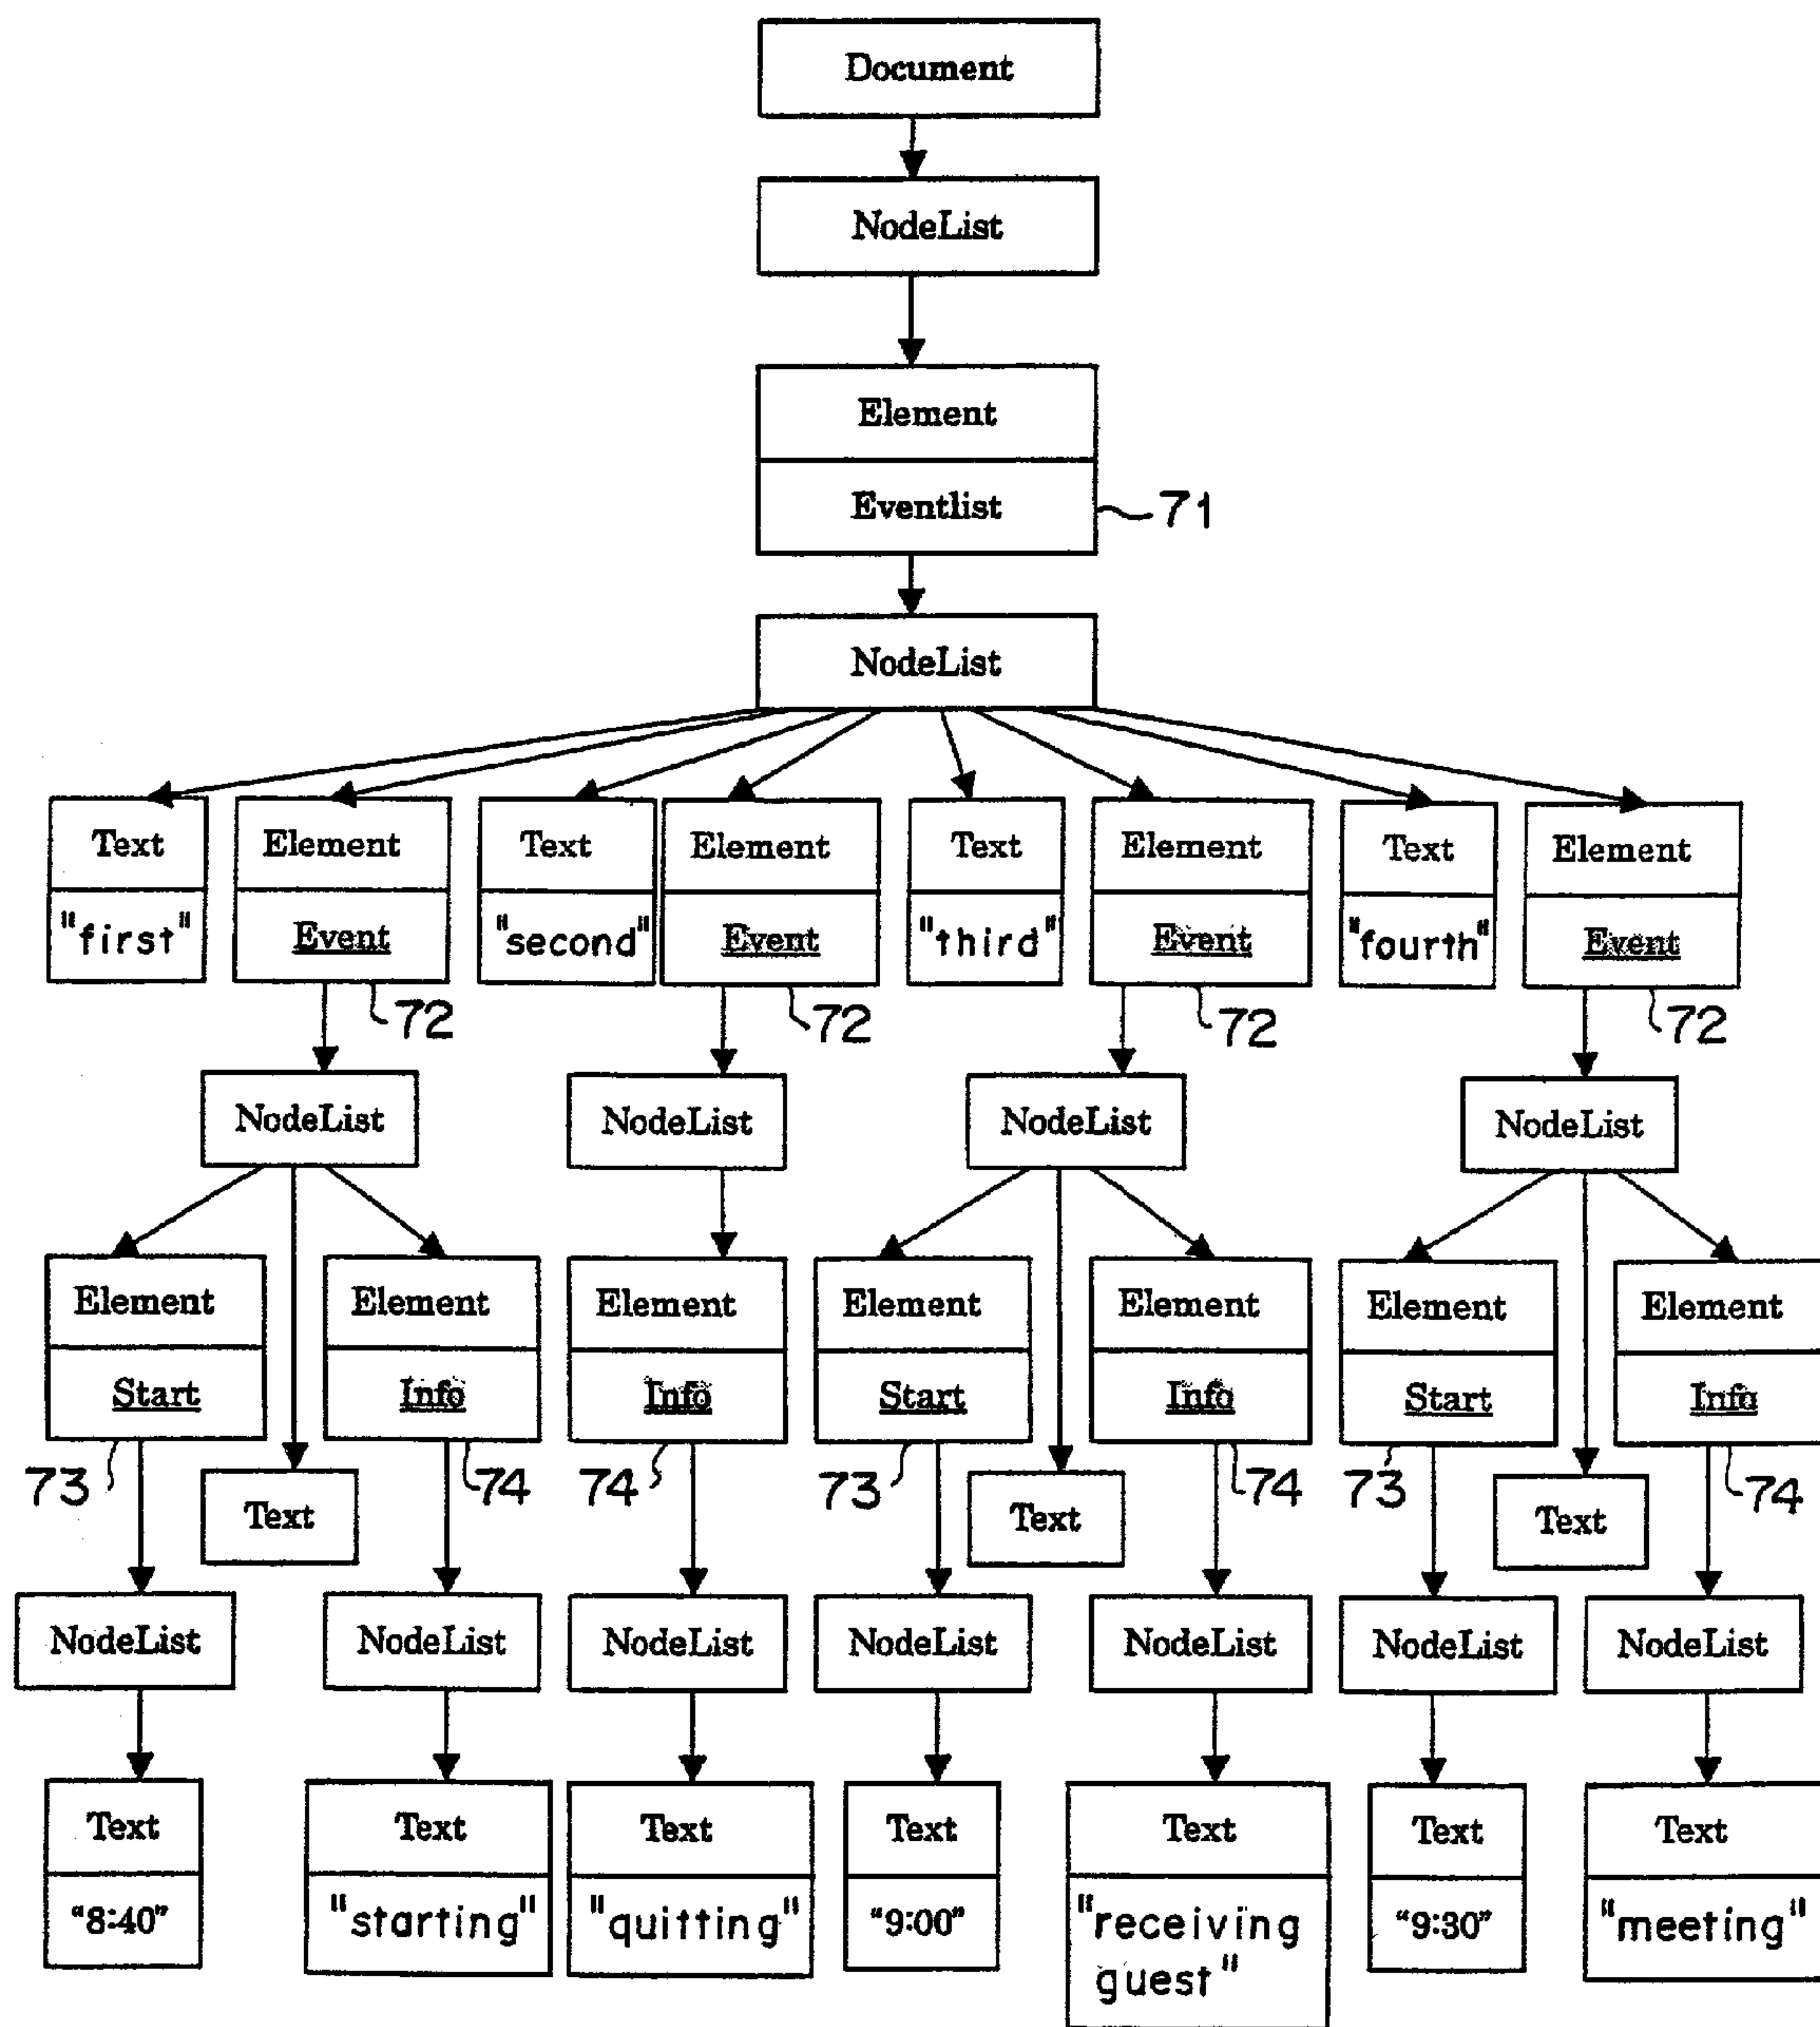 Document
NodeList
Element
Eventlist
71
NodeList
Text
Element
Text
Element
Text
Element
Text
Element
"first"
Event
"second"
Event
"third"
Event
"fourth"
Event
72
72
72
72
NodeList
NodeList
NodeList
NodeList
Element
Element
Element
Element
Element
Element
Element
Start
Info
Info
Start
Info
Start
Info
73
74
74
73
74
73
74
Text
Text
Text
NodeList
NodeList
NodeList
NodeList
NodeList
NodeList
NodeList
Text
Text
Text
Text
Text
Text
Text
“8:40”
"starting"
"quitting"
“9:00”
"receiving
guest"
“9:30”
"meeting"